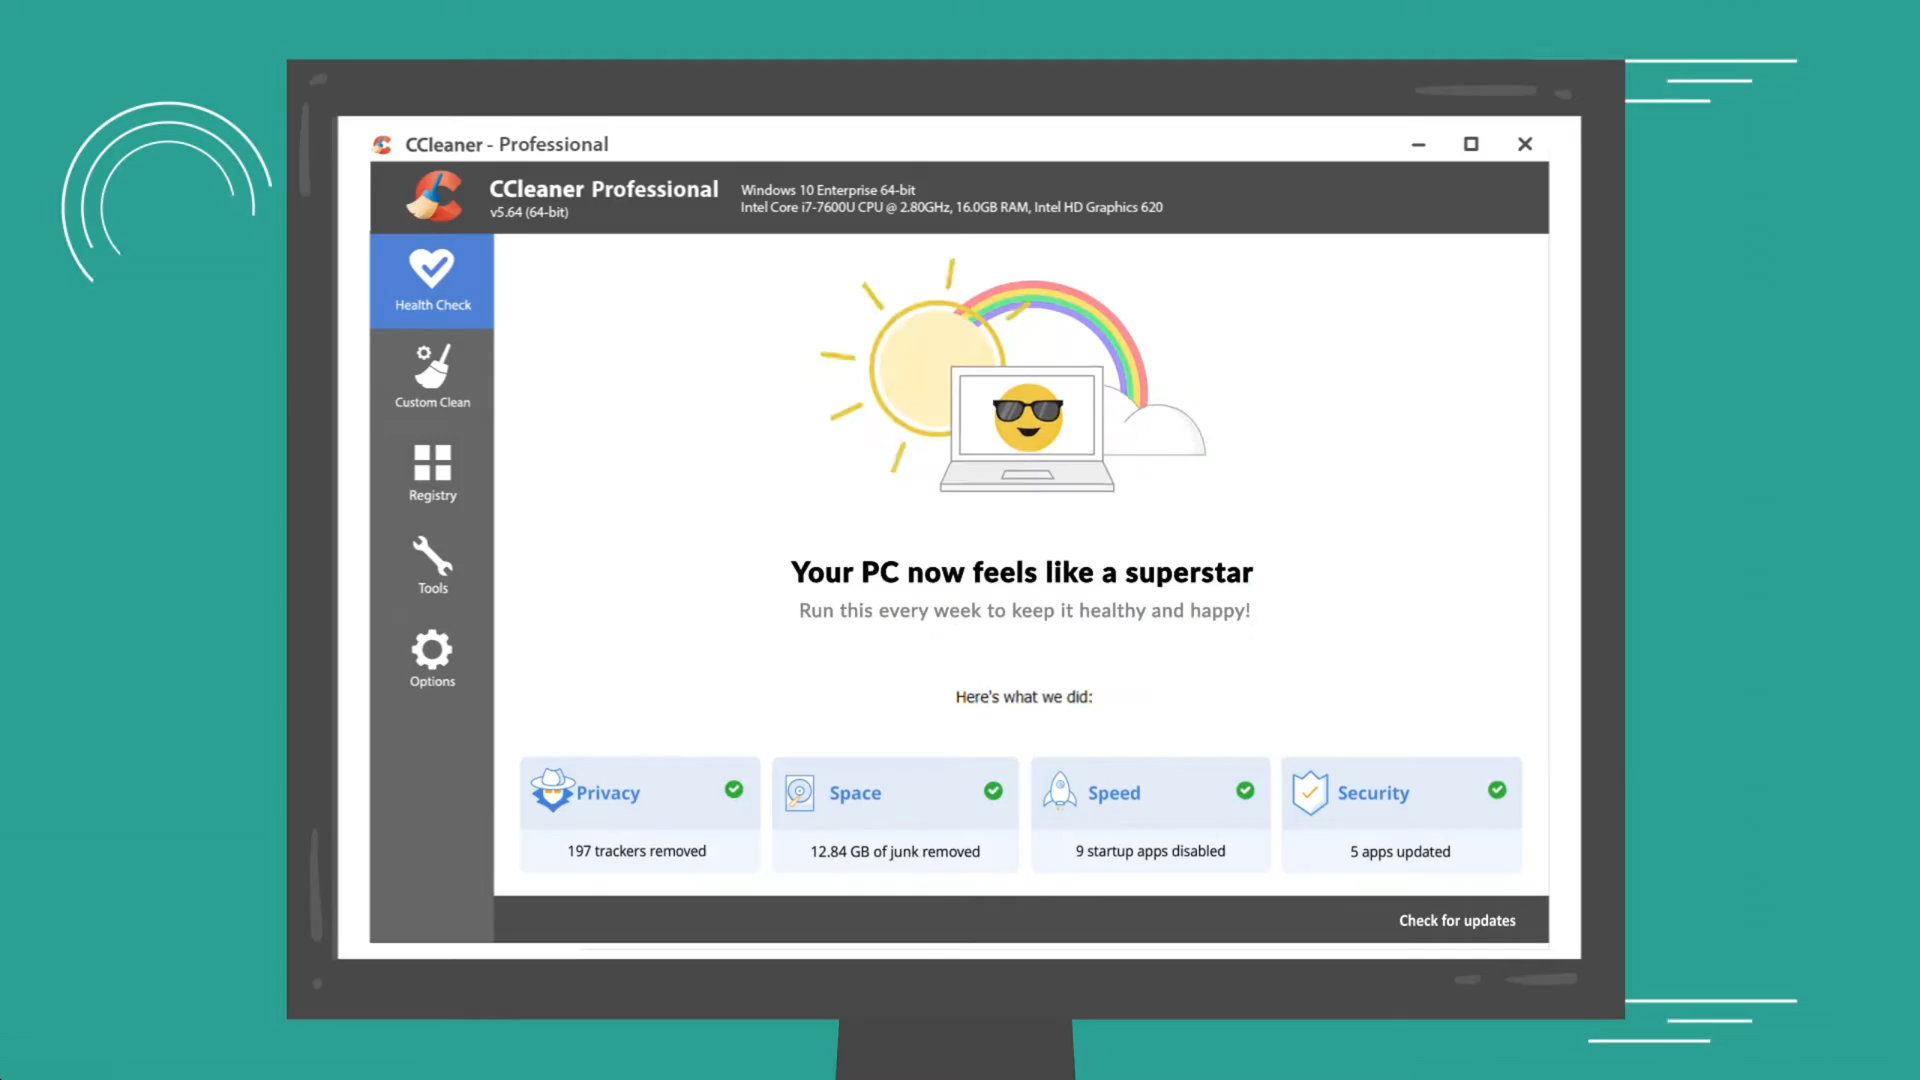 CCleaner - Professional
CCleaner Professional
v5.64 (64-bit)
Windows 10 Enterprise 64-bit
Intel Core i7-7600U CPU @ 2.80GHz, 16.0GB RAM, Intel HD Graphics 620
Health Check
Custom Clean
Registry
Tools
Options
Your PC now feels like a superstar
Run this every week to keep it healthy and happy!
Here's what we did:
Privacy
197 trackers removed
Space
12.84 GB of junk removed
Speed
9 startup apps disabled
Security
5 apps updated
Check for updates